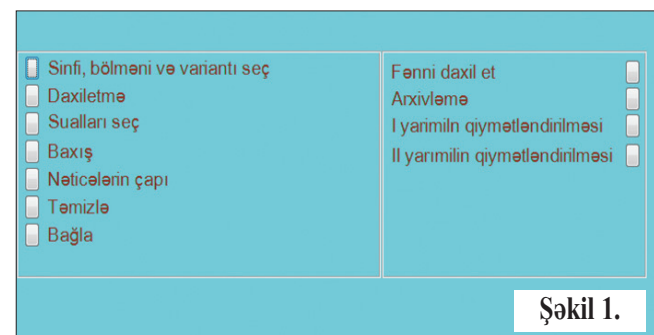 Sinfi, bölməni və variantı seç
Daxiletmə
Sualları seç
Baxış
Nəticələrin çapı
Təmizlə
Bağla
Fənni daxil et
Arxivləmə
I yarimiln qiymətləndirilməsi
II yarımilin qiymətləndirilməsi
Şəkil 1.